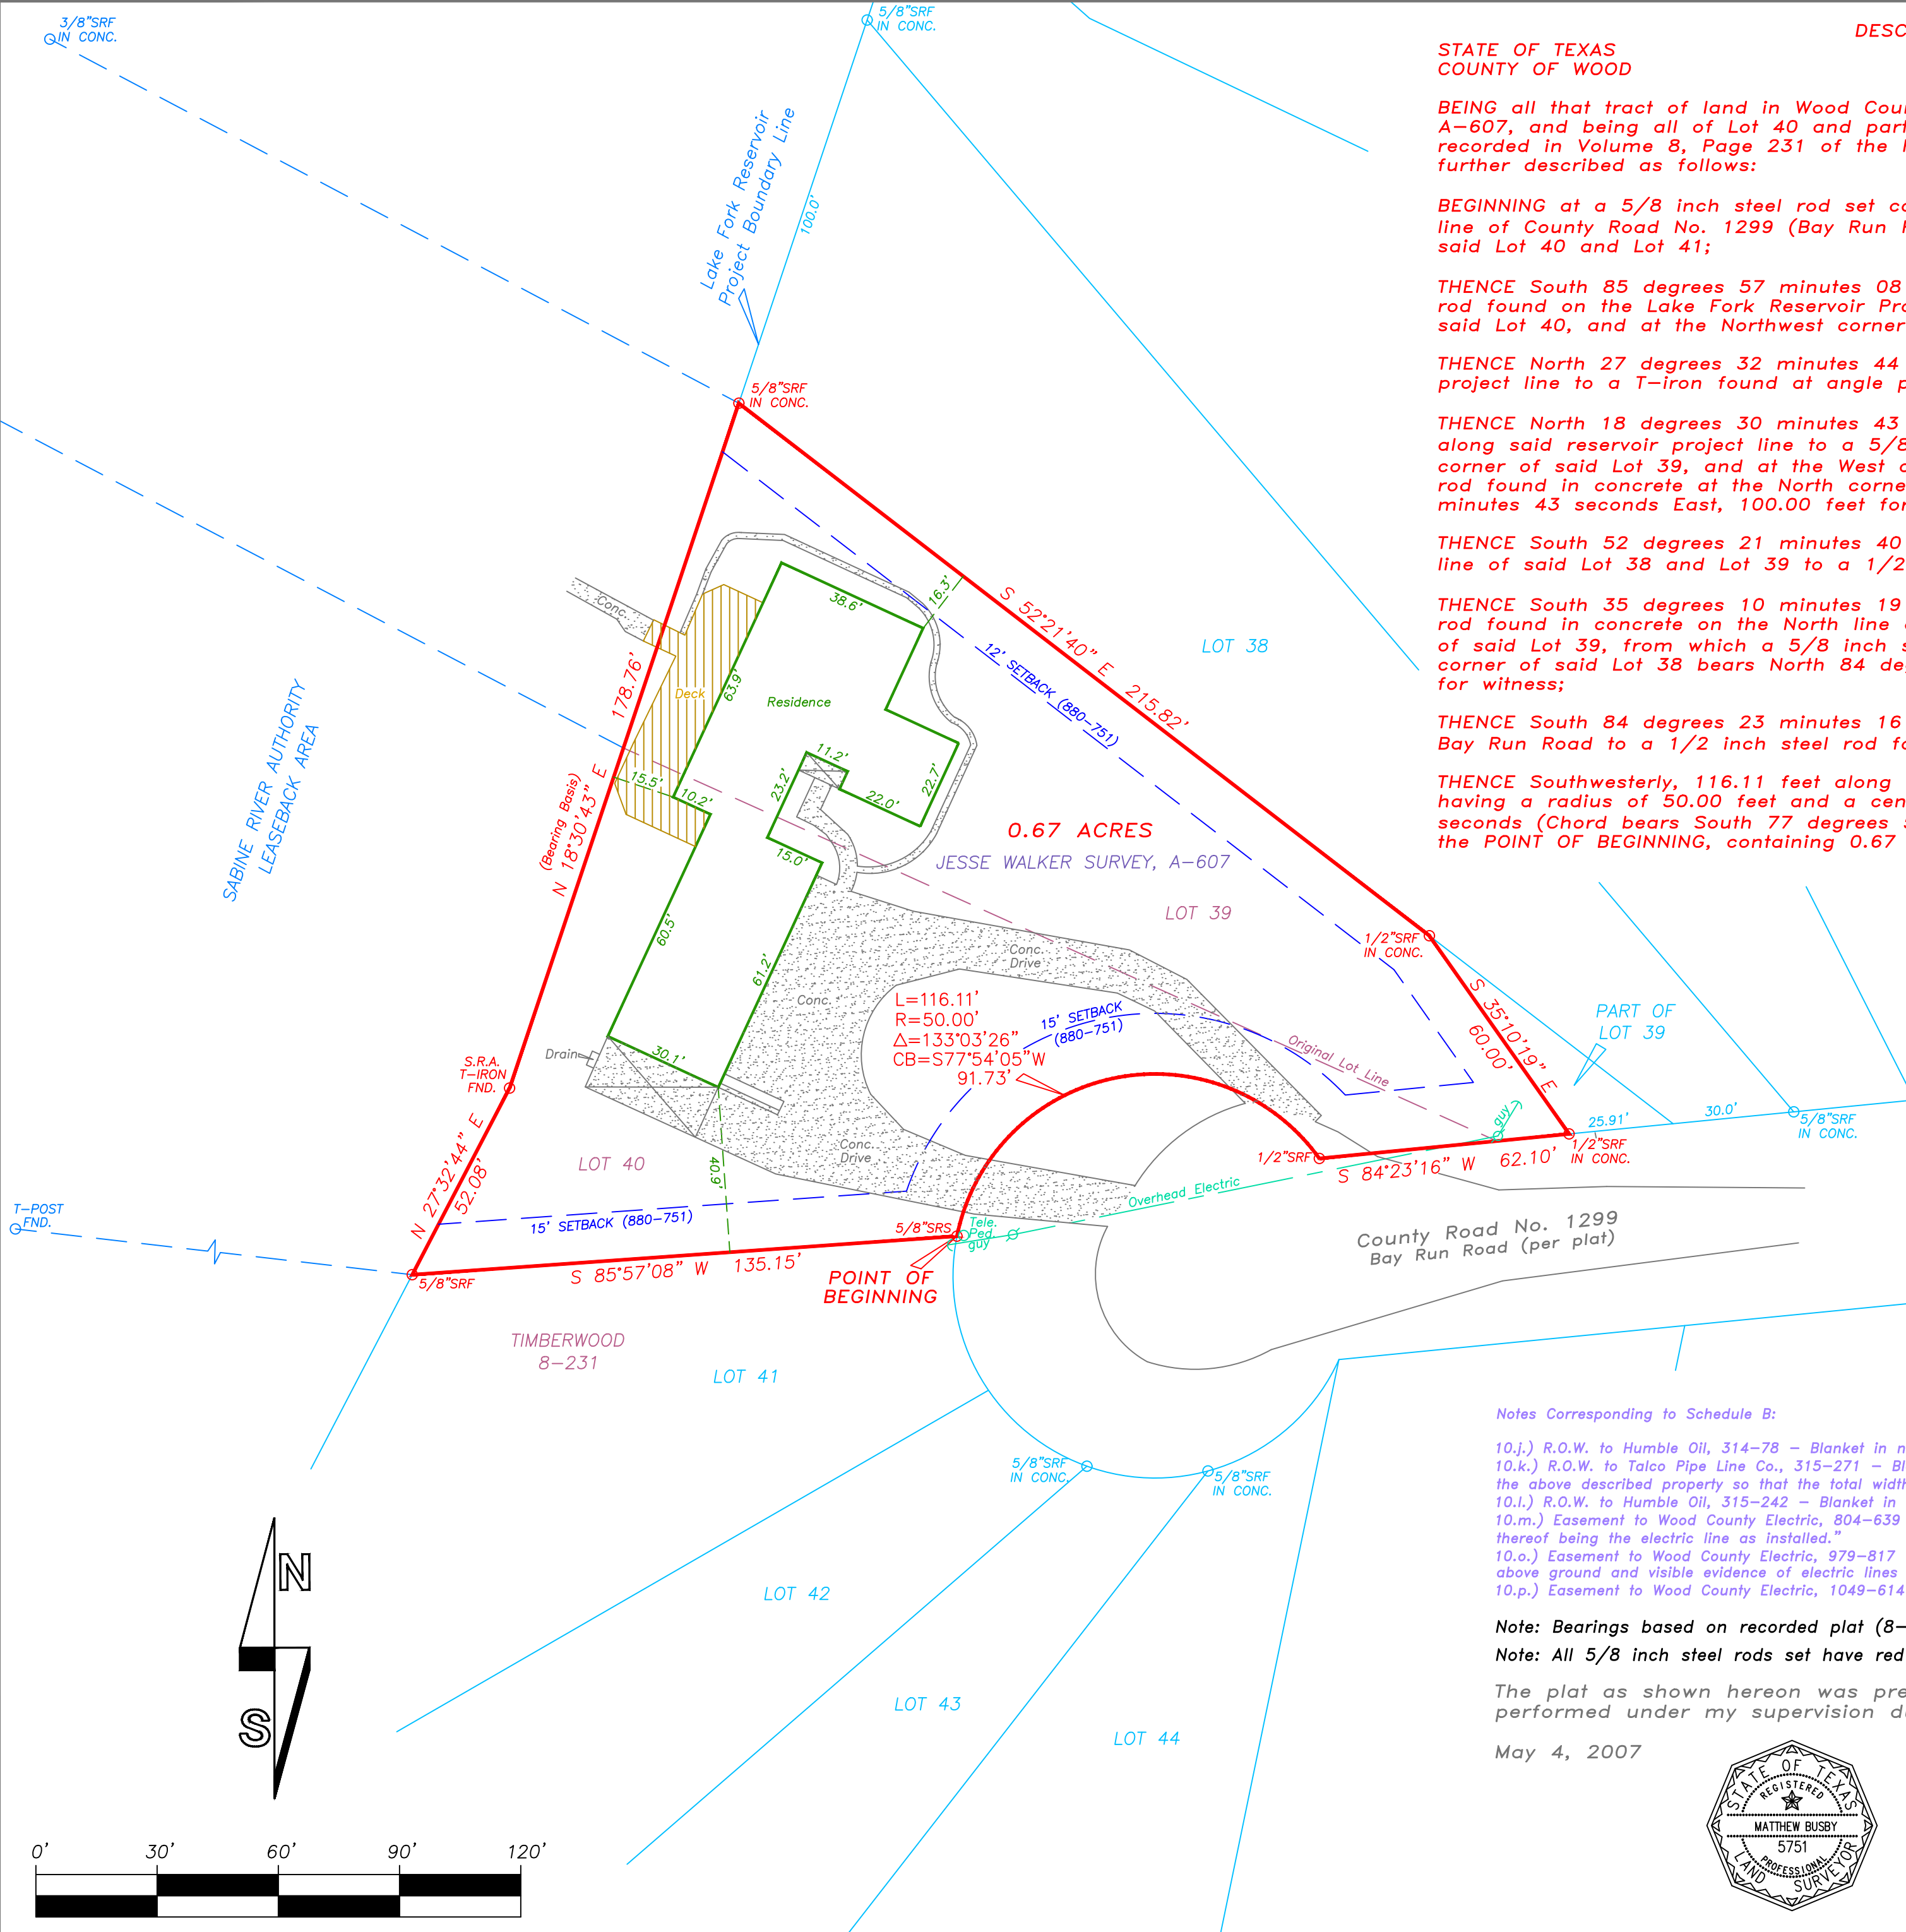 3/8"SRF
IN CONC.
5/8"SRF
IN CONC.
Lake Fork Reservoir
Project Boundary Line
100.0'
5/8"SRF
IN CONC.
SABINE RIVER AUTHORITY
LEASEBACK AREA
(Bearing Basis)
N 18°30'43" E
178.76'
Conc.
Deck
63.9'
38.6'
16.3'
Residence
15.5'
10.2'
11.2'
23.2'
22.0'
22.7'
15.0'
60.5'
61.2'
30.1'
40.9'
S 52°21'40" E 215.82'
12' SETBACK (880-751)
LOT 38
0.67 ACRES
JESSE WALKER SURVEY, A-607
LOT 39
1/2"SRF
IN CONC.
Conc.
Drive
Conc.
L=116.11'
R=50.00'
Δ=133°03'26"
CB=S77°54'05"W
91.73'
15' SETBACK
(880-751)
Original Lot Line
S 35°10'19" E
60.00'
PART OF
LOT 39
guy
25.91'
30.0'
5/8"SRF
IN CONC.
1/2"SRF
IN CONC.
1/2"SRF
S 84°23'16" W 62.10'
Drain
S.R.A.
T-IRON
FND.
N 27°32'44" E
52.08'
LOT 40
Conc.
Drive
T-POST
FND.
15' SETBACK (880-751)
5/8"SRS
Tele.
Ped.
guy
Overhead Electric
5/8"SRF
S 85°57'08" W 135.15'
POINT OF
BEGINNING
County Road No. 1299
Bay Run Road (per plat)
TIMBERWOOD
8-231
LOT 41
5/8"SRF
IN CONC.
5/8"SRF
IN CONC.
LOT 42
LOT 43
LOT 44
N
S
0' 30' 60' 90' 120'
DESC
STATE OF TEXAS
COUNTY OF WOOD
BEING all that tract of land in Wood Cou
A-607, and being all of Lot 40 and part
recorded in Volume 8, Page 231 of the
further described as follows:
BEGINNING at a 5/8 inch steel rod set c
line of County Road No. 1299 (Bay Run
said Lot 40 and Lot 41;
THENCE South 85 degrees 57 minutes 08
rod found on the Lake Fork Reservoir Pr
said Lot 40, and at the Northwest corner
THENCE North 27 degrees 32 minutes 44
project line to a T-iron found at angle p
THENCE North 18 degrees 30 minutes 43
along said reservoir project line to a 5/8
corner of said Lot 39, and at the West
rod found in concrete at the North corne
minutes 43 seconds East, 100.00 feet for
THENCE South 52 degrees 21 minutes 40
line of said Lot 38 and Lot 39 to a 1/2
THENCE South 35 degrees 10 minutes 19
rod found in concrete on the North line
of said Lot 39, from which a 5/8 inch s
corner of said Lot 38 bears North 84 de
for witness;
THENCE South 84 degrees 23 minutes 16
Bay Run Road to a 1/2 inch steel rod fo
THENCE Southwesterly, 116.11 feet along
having a radius of 50.00 feet and a cen
seconds (Chord bears South 77 degrees
the POINT OF BEGINNING, containing 0.67
Notes Corresponding to Schedule B:
10.j.) R.O.W. to Humble Oil, 314-78 - Blanket in n
10.k.) R.O.W. to Talco Pipe Line Co., 315-271 - Bl
the above described property so that the total width
10.l.) R.O.W. to Humble Oil, 315-242 - Blanket in
10.m.) Easement to Wood County Electric, 804-639
thereof being the electric line as installed."
10.o.) Easement to Wood County Electric, 979-817
above ground and visible evidence of electric lines
10.p.) Easement to Wood County Electric, 1049-614
Note: Bearings based on recorded plat (8-
Note: All 5/8 inch steel rods set have red
The plat as shown hereon was pre
performed under my supervision d
May 4, 2007
STATE OF TEXAS
REGISTERED
MATTHEW BUSBY
5751
PROFESSIONAL
LAND SURVEYOR